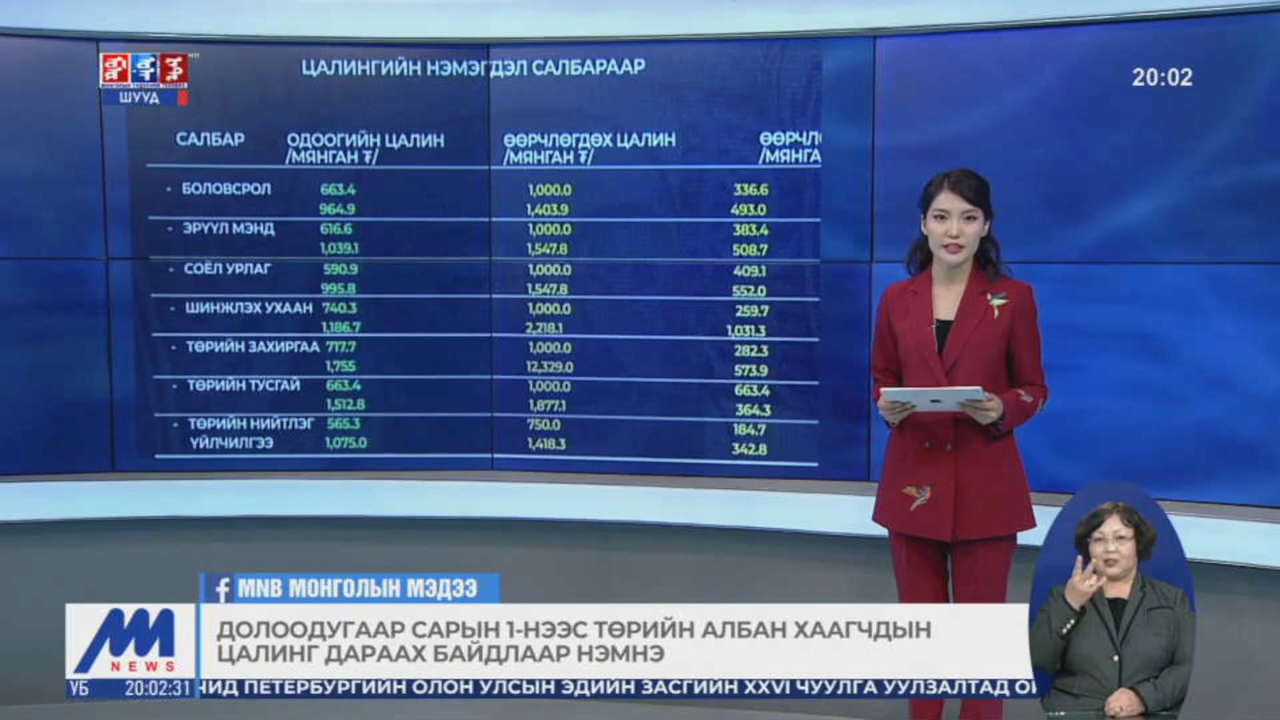 ШУУД
ЦАЛИНГИЙН НЭМЭГДЭЛ САЛБАРААР
20:02
САЛБАР ОДООГИЙН ЦАЛИН ӨӨРЧЛӨГДӨХ ЦАЛИН ӨӨРЧЛ
/МЯНГАН ₮/ /МЯНГАН ₮/ /МЯНГА
- БОЛОВСРОЛ 663.4 1,000.0 336.6
964.9 1,403.9 493.0
- ЭРҮҮЛ МЭНД 616.6 1,000.0 383.4
1,039.1 1,547.8 508.7
- СОЁЛ УРЛАГ 590.9 1,000.0 409.1
995.8 1,547.8 552.0
- ШИНЖЛЭХ УХААН 740.3 1,000.0 259.7
1,186.7 2,218.1 1,031.3
- ТӨРИЙН ЗАХИРГАА 717.7 1,000.0 282.3
1,755 12,329.0 573.9
- ТӨРИЙН ТУСГАЙ 663.4 1,000.0 663.4
1,512.8 1,877.1 364.3
- ТӨРИЙН НИЙТЛЭГ 565.3 750.0 184.7
ҮЙЛЧИЛГЭЭ 1,075.0 1,418.3 342.8
f MNB МОНГОЛЫН МЭДЭЭ
ДОЛООДУГААР САРЫН 1-НЭЭС ТӨРИЙН АЛБАН ХААГЧДЫН
ЦАЛИНГ ДАРААХ БАЙДЛААР НЭМНЭ
NEWS
УБ 20:02:31 НИД ПЕТЕРБУРГИЙН ОЛОН УЛСЫН ЭДИЙН ЗАСГИЙН XXVI ЧУУЛГА УУЛЗАЛТАД ОР